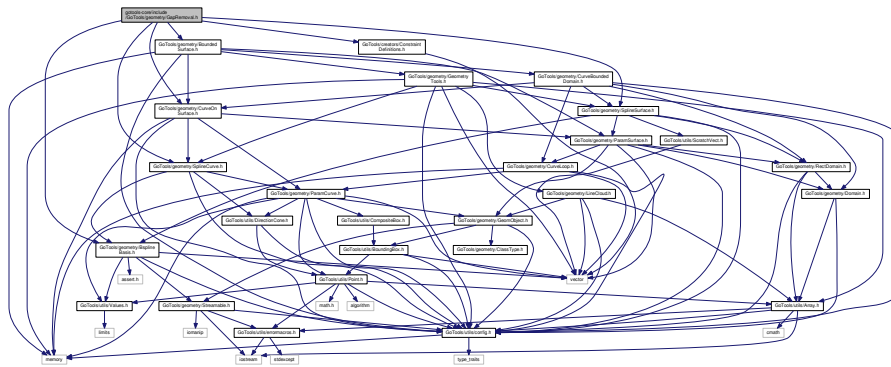 gotools-core/include
/GoTools/geometry/GapRemoval.h
GoTools/geometry/Bounded
Surface.h
GoTools/creators/Constraint
Definitions.h
GoTools/geometry/Geometry
Tools.h
GoTools/geometry/CurveBounded
Domain.h
GoTools/geometry/CurveOn
Surface.h
GoTools/geometry/SplineSurface.h
GoTools/geometry/ParamSurface.h
GoTools/utils/ScratchVect.h
GoTools/geometry/SplineCurve.h
GoTools/geometry/CurveLoop.h
GoTools/geometry/RectDomain.h
GoTools/geometry/ParamCurve.h
GoTools/geometry/LineCloud.h
GoTools/geometry/Domain.h
GoTools/utils/DirectionCone.h
GoTools/utils/CompositeBox.h
GoTools/geometry/GeomObject.h
GoTools/geometry/Bspline
Basis.h
GoTools/utils/BoundingBox.h
GoTools/geometry/ClassType.h
assert.h
GoTools/utils/Point.h
vector
GoTools/utils/Values.h
GoTools/geometry/Streamable.h
math.h
algorithm
GoTools/utils/Array.h
limits
iomanip
GoTools/utils/errormacros.h
GoTools/utils/config.h
cmath
memory
iostream
stdexcept
type_traits